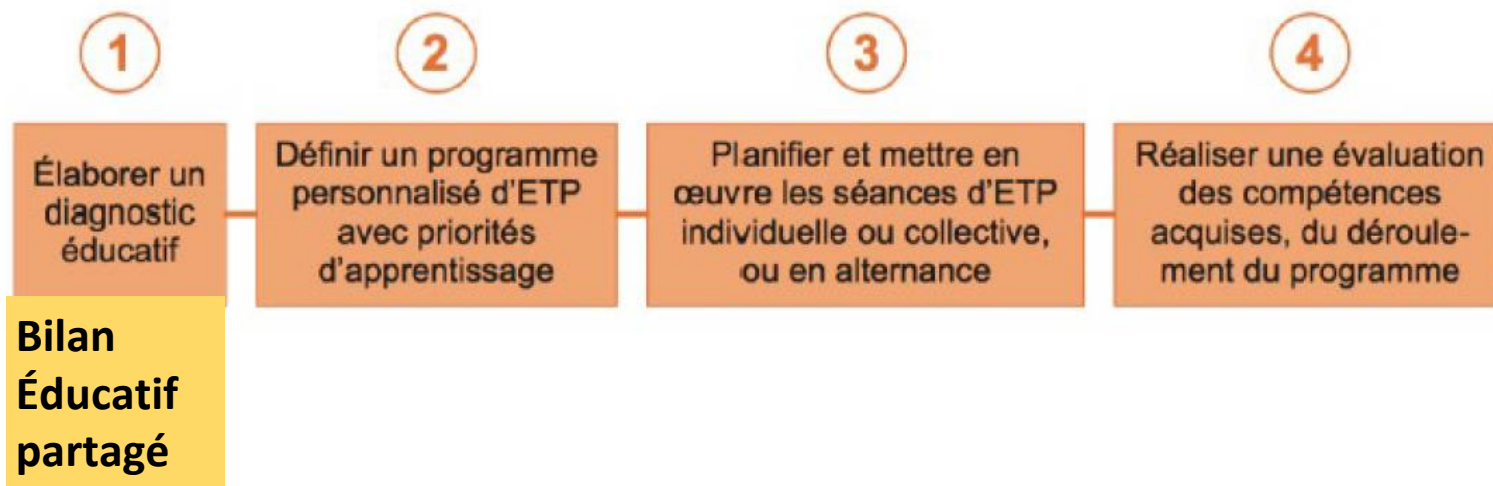 1
Élaborer un
diagnostic
éducatif
Bilan
Éducatif
partagé
2
Définir un programme
personnalisé d'ETP
avec priorités
d'apprentissage
3
Planifier et mettre en
œuvre les séances d'ETP
individuelle ou collective,
ou en alternance
4
Réaliser une évaluation
des compétences
acquises, du déroule-
ment du programme